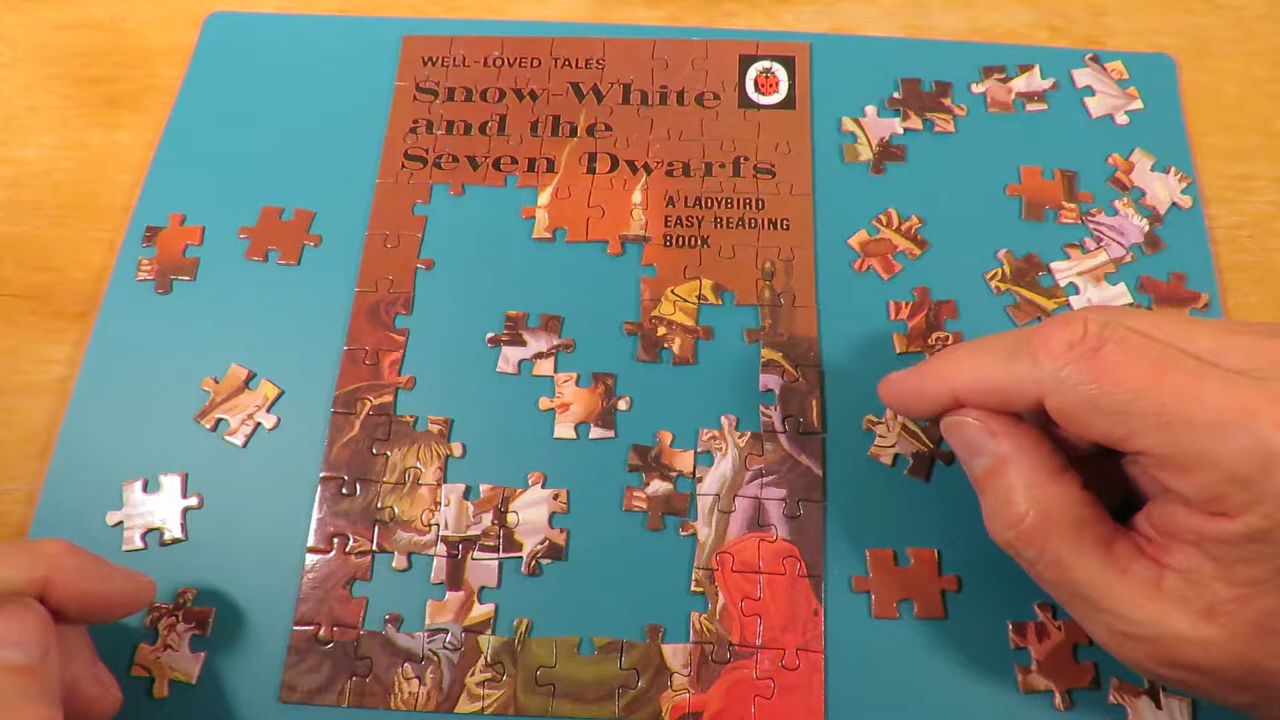 WELL-LOVED TALES
Snow-White
and the
Seven Dwarfs
A LADYBIRD
EASY-READING
BOOK